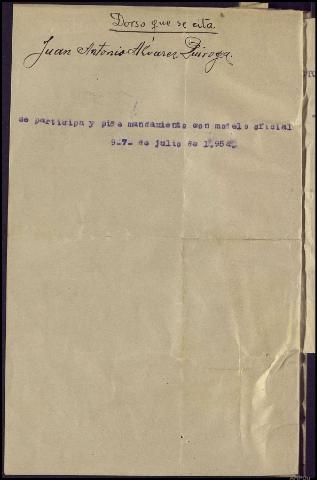 Dorso que se cita.
Juan Antonio Alvarez Quiroga.
se participa y pide mandamiento con modelo oficial
9-7- de julio de 1.954.